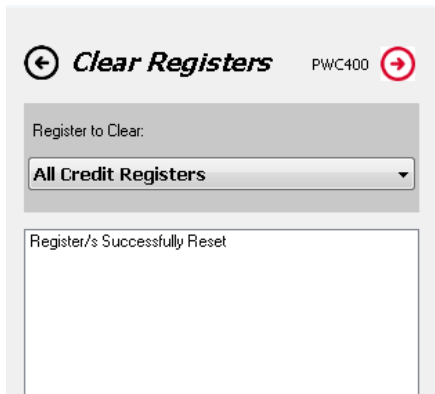 Clear Registers PWC400
Register to Clear:
All Credit Registers
Register/s Successfully Reset